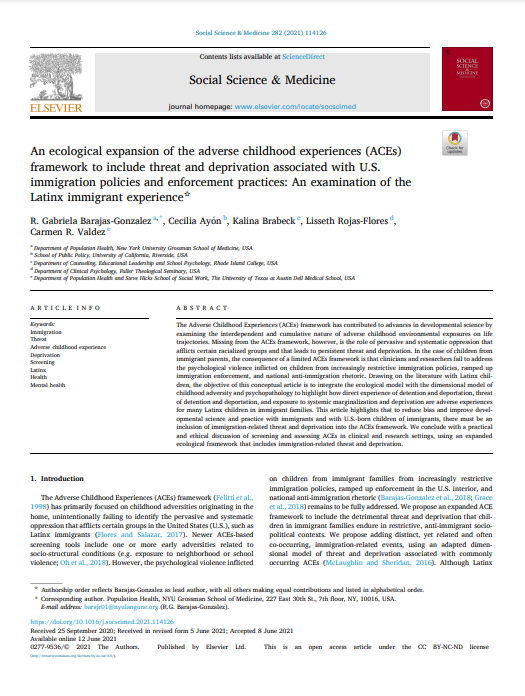 Social Science & Medicine 282 (2021) 114126
Contents lists available at ScienceDirect
Social Science & Medicine
journal homepage: www.elsevier.com/locate/socscimed
ELSEVIER
SOCIAL
SCIENCE
& MEDICINE
Check for
updates
An ecological expansion of the adverse childhood experiences (ACEs)
framework to include threat and deprivation associated with U.S.
immigration policies and enforcement practices: An examination of the
Latinx immigrant experience☆
R. Gabriela Barajas-Gonzalez a,*, Cecilia Ayón b, Kalina Brabeck c, Lisseth Rojas-Flores d,
Carmen R. Valdez e
a Department of Population Health, New York University Grossman School of Medicine, USA
b School of Public Policy, University of California, Riverside, USA
c Department of Counseling, Educational Leadership and School Psychology, Rhode Island College, USA
d Department of Clinical Psychology, Fuller Theological Seminary, USA
e Department of Population Health and Steve Hicks School of Social Work, The University of Texas at Austin Dell Medical School, USA
ARTICLE INFO
Keywords:
Immigration
Threat
Adverse childhood experience
Deprivation
Screening
Latinx
Health
Mental health
ABSTRACT
The Adverse Childhood Experiences (ACEs) framework has contributed to advances in developmental science by
examining the interdependent and cumulative nature of adverse childhood environmental exposures on life
trajectories. Missing from the ACEs framework, however, is the role of pervasive and systematic oppression that
afflicts certain racialized groups and that leads to persistent threat and deprivation. In the case of children from
immigrant parents, the consequence of a limited ACEs framework is that clinicians and researchers fail to address
the psychological violence inflicted on children from increasingly restrictive immigration policies, ramped up
immigration enforcement, and national anti-immigration rhetoric. Drawing on the literature with Latinx chil-
dren, the objective of this conceptual article is to integrate the ecological model with the dimensional model of
childhood adversity and psychopathology to highlight how direct experience of detention and deportation, threat
of detention and deportation, and exposure to systemic marginalization and deprivation are adverse experiences
for many Latinx children in immigrant families. This article highlights that to reduce bias and improve devel-
opmental science and practice with immigrants and with U.S.-born children of immigrants, there must be an
inclusion of immigration-related threat and deprivation into the ACEs framework. We conclude with a practical
and ethical discussion of screening and assessing ACEs in clinical and research settings, using an expanded
ecological framework that includes immigration-related threat and deprivation.
1. Introduction
The Adverse Childhood Experiences (ACEs) framework (Felitti et al.,
1998) has primarily focused on childhood adversities originating in the
home, unintentionally failing to identify the pervasive and systematic
oppression that afflicts certain groups in the United States (U.S.), such as
Latinx immigrants (Flores and Salazar, 2017). Newer ACEs-based
screening tools include one or more early adversities related to
socio-structural conditions (e.g. exposure to neighborhood or school
violence; Oh et al., 2018). However, the psychological violence inflicted
on children from immigrant families from increasingly restrictive
immigration policies, ramped up enforcement in the U.S. interior, and
national anti-immigration rhetoric (Barajas-Gonzalez et al., 2018; Grace
et al., 2018) remains to be fully addressed. We propose an expanded ACE
framework to include the detrimental threat and deprivation that chil-
dren in immigrant families endure in restrictive, anti-immigrant socio-
political contexts. We propose adding distinct, yet related and often
co-occurring, immigration-related events, using an adapted dimen-
sional model of threat and deprivation associated with commonly
occurring ACEs (McLaughlin and Sheridan, 2016). Although Latinx
☆ Authorship order reflects Barajas-Gonzalez as lead author, with all others making equal contributions and listed in alphabetical order.
* Corresponding author. Population Health, NYU Grossman School of Medicine, 227 East 30th St., 7th floor, NY, 10016, USA.
E-mail address: barajr01@nyulangone.org (R.G. Barajas-Gonzalez).
https://doi.org/10.1016/j.socscimed.2021.114126
Received 25 September 2020; Received in revised form 5 June 2021; Accepted 8 June 2021
Available online 12 June 2021
0277-9536/© 2021 The Authors. Published by Elsevier Ltd. This is an open access article under the CC BY-NC-ND license